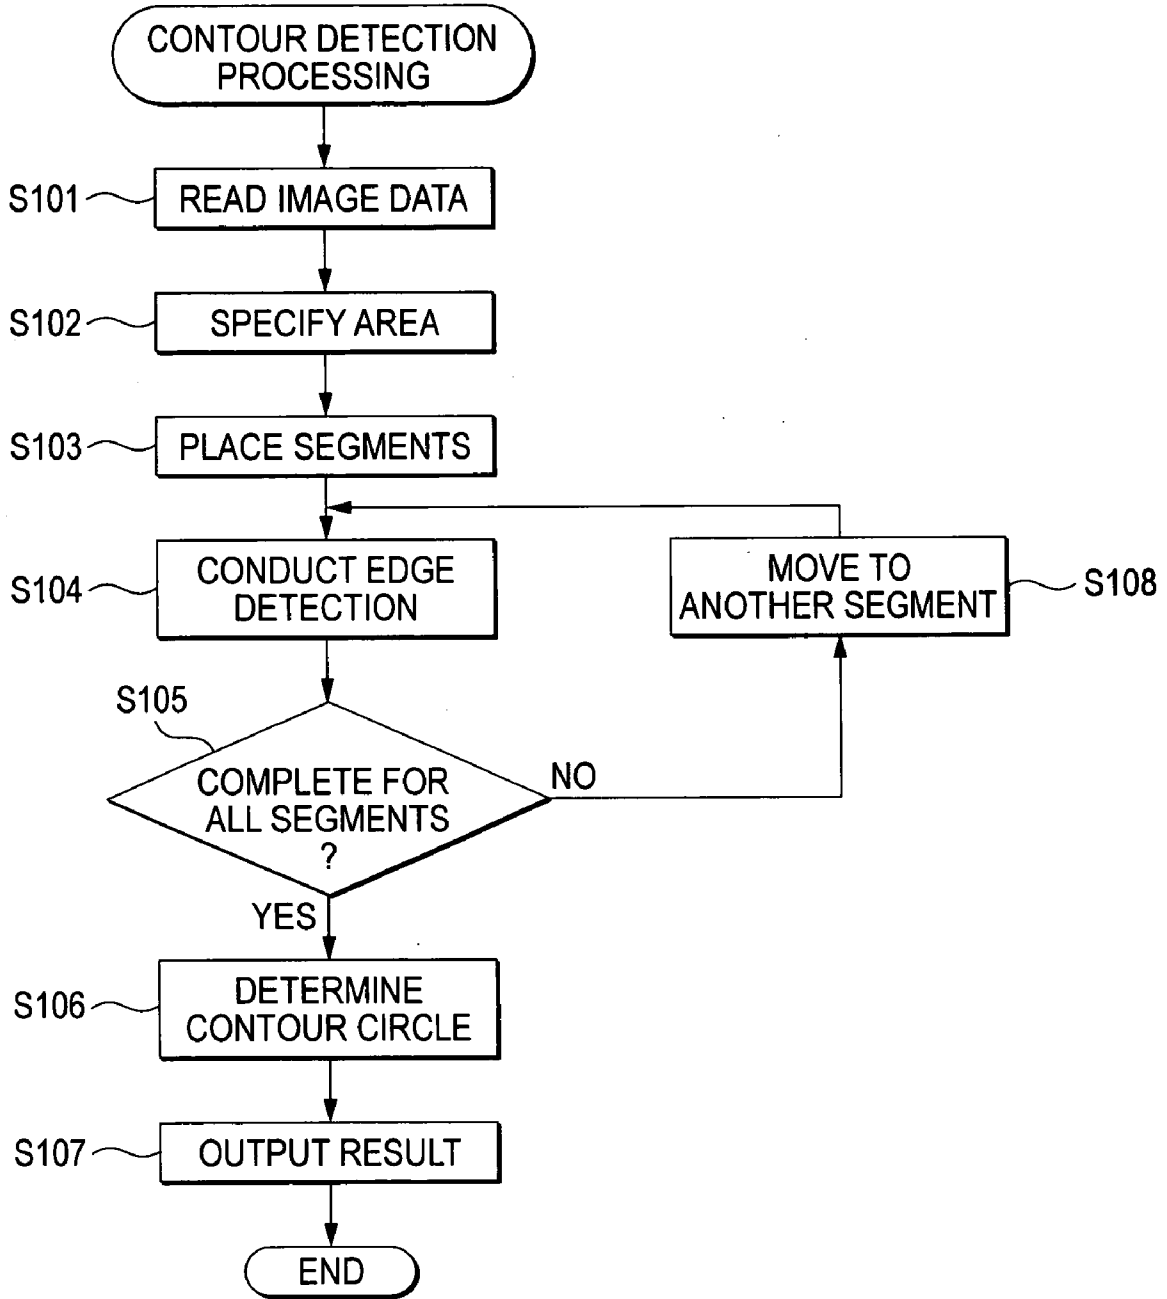 CONTOUR DETECTION
PROCESSING
S101
READ IMAGE DATA
S102
SPECIFY AREA
S103
PLACE SEGMENTS
S104
CONDUCT EDGE
DETECTION
MOVE TO
ANOTHER SEGMENT
S108
S105
COMPLETE FOR
ALL SEGMENTS
?
NO
YES
S106
DETERMINE
CONTOUR CIRCLE
S107
OUTPUT RESULT
END